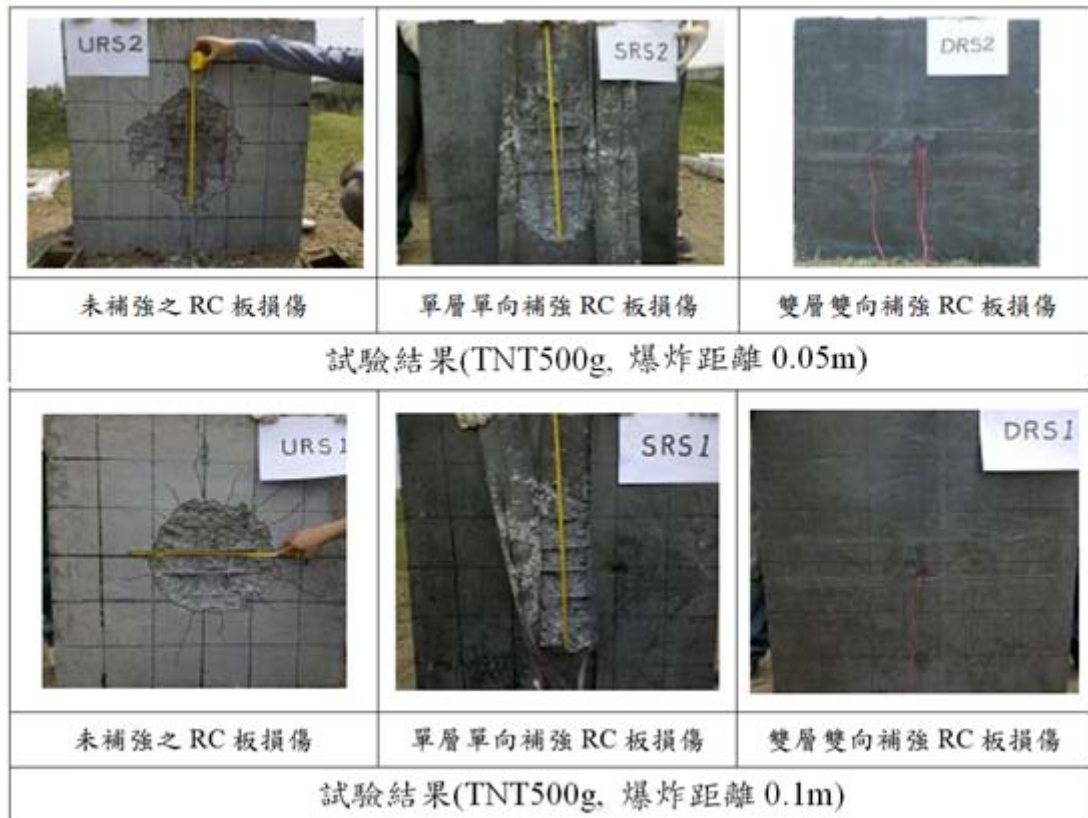 URS2
SRS2
DRS2
未補強之 RC 板損傷
單層單向補強 RC 板損傷
雙層雙向補強 RC 板損傷
試驗結果(TNT500g, 爆炸距離 0.05m)
URS1
SRS1
DRS1
未補強之 RC 板損傷
單層單向補強 RC 板損傷
雙層雙向補強 RC 板損傷
試驗結果(TNT500g, 爆炸距離 0.1m)